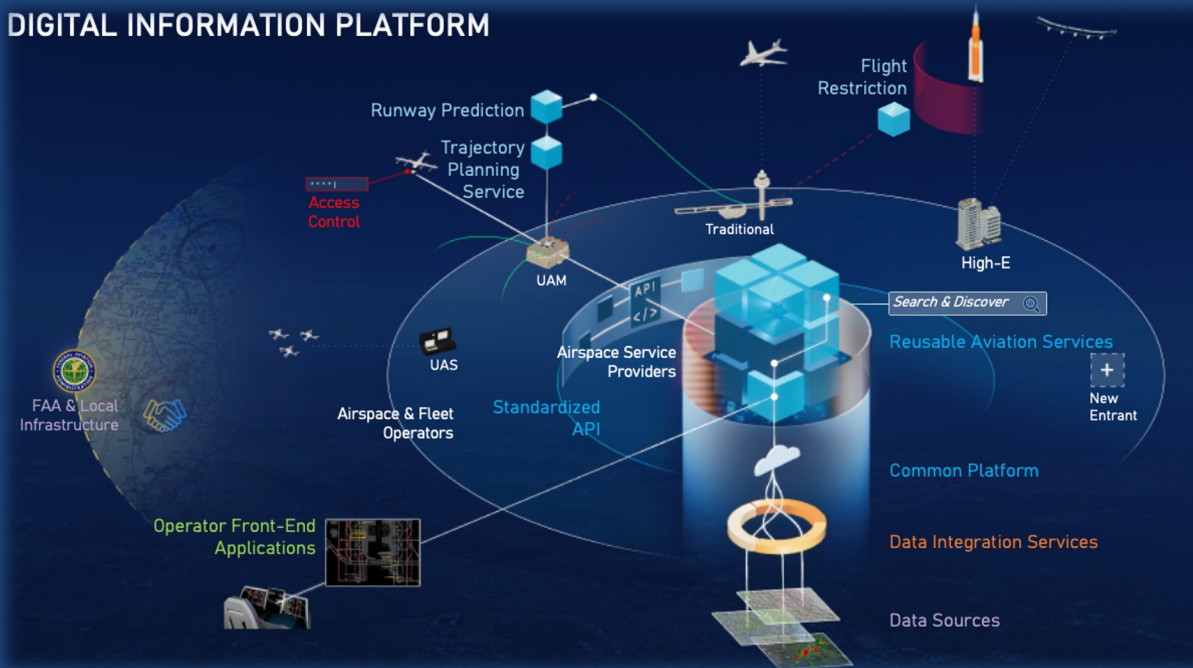 DIGITAL INFORMATION PLATFORM
Flight
Restriction
Runway Prediction
Trajectory
Planning
Service
****|
Access
Control
Traditional
UAM
High-E
API
</>
Search & Discover
Reusable Aviation Services
Airspace Service
Providers
UAS
+
New
Entrant
FAA & Local
Infrastructure
Airspace & Fleet
Operators
Standardized
API
Common Platform
Operator Front-End
Applications
Data Integration Services
Data Sources